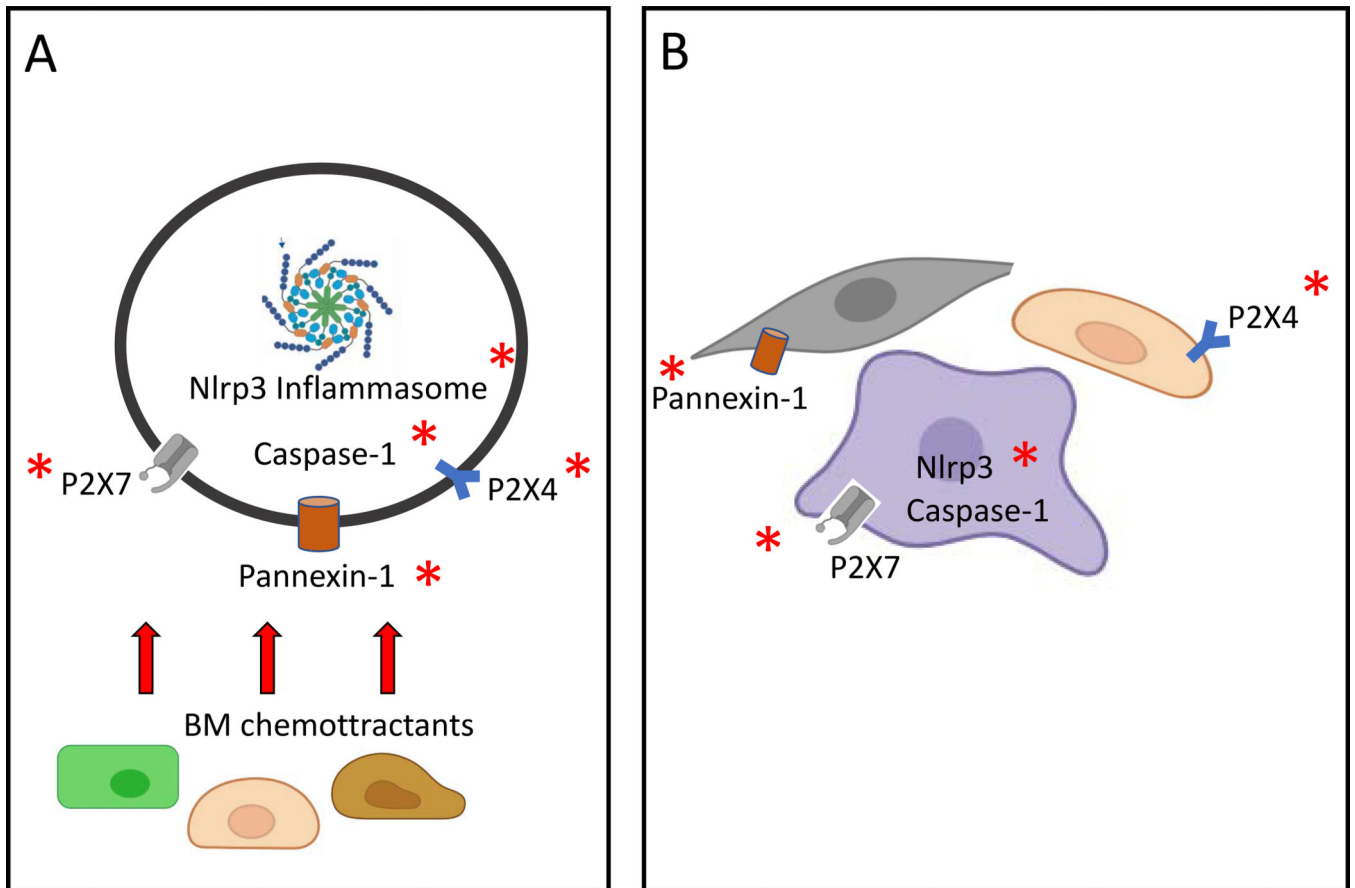 A
Nlrp3 Inflammasome *
Caspase-1 *
* P2X7
P2X4 *
Pannexin-1 *
BM chemottractants
B
P2X4 *
* Pannexin-1
Nlrp3 *
Caspase-1
* P2X7